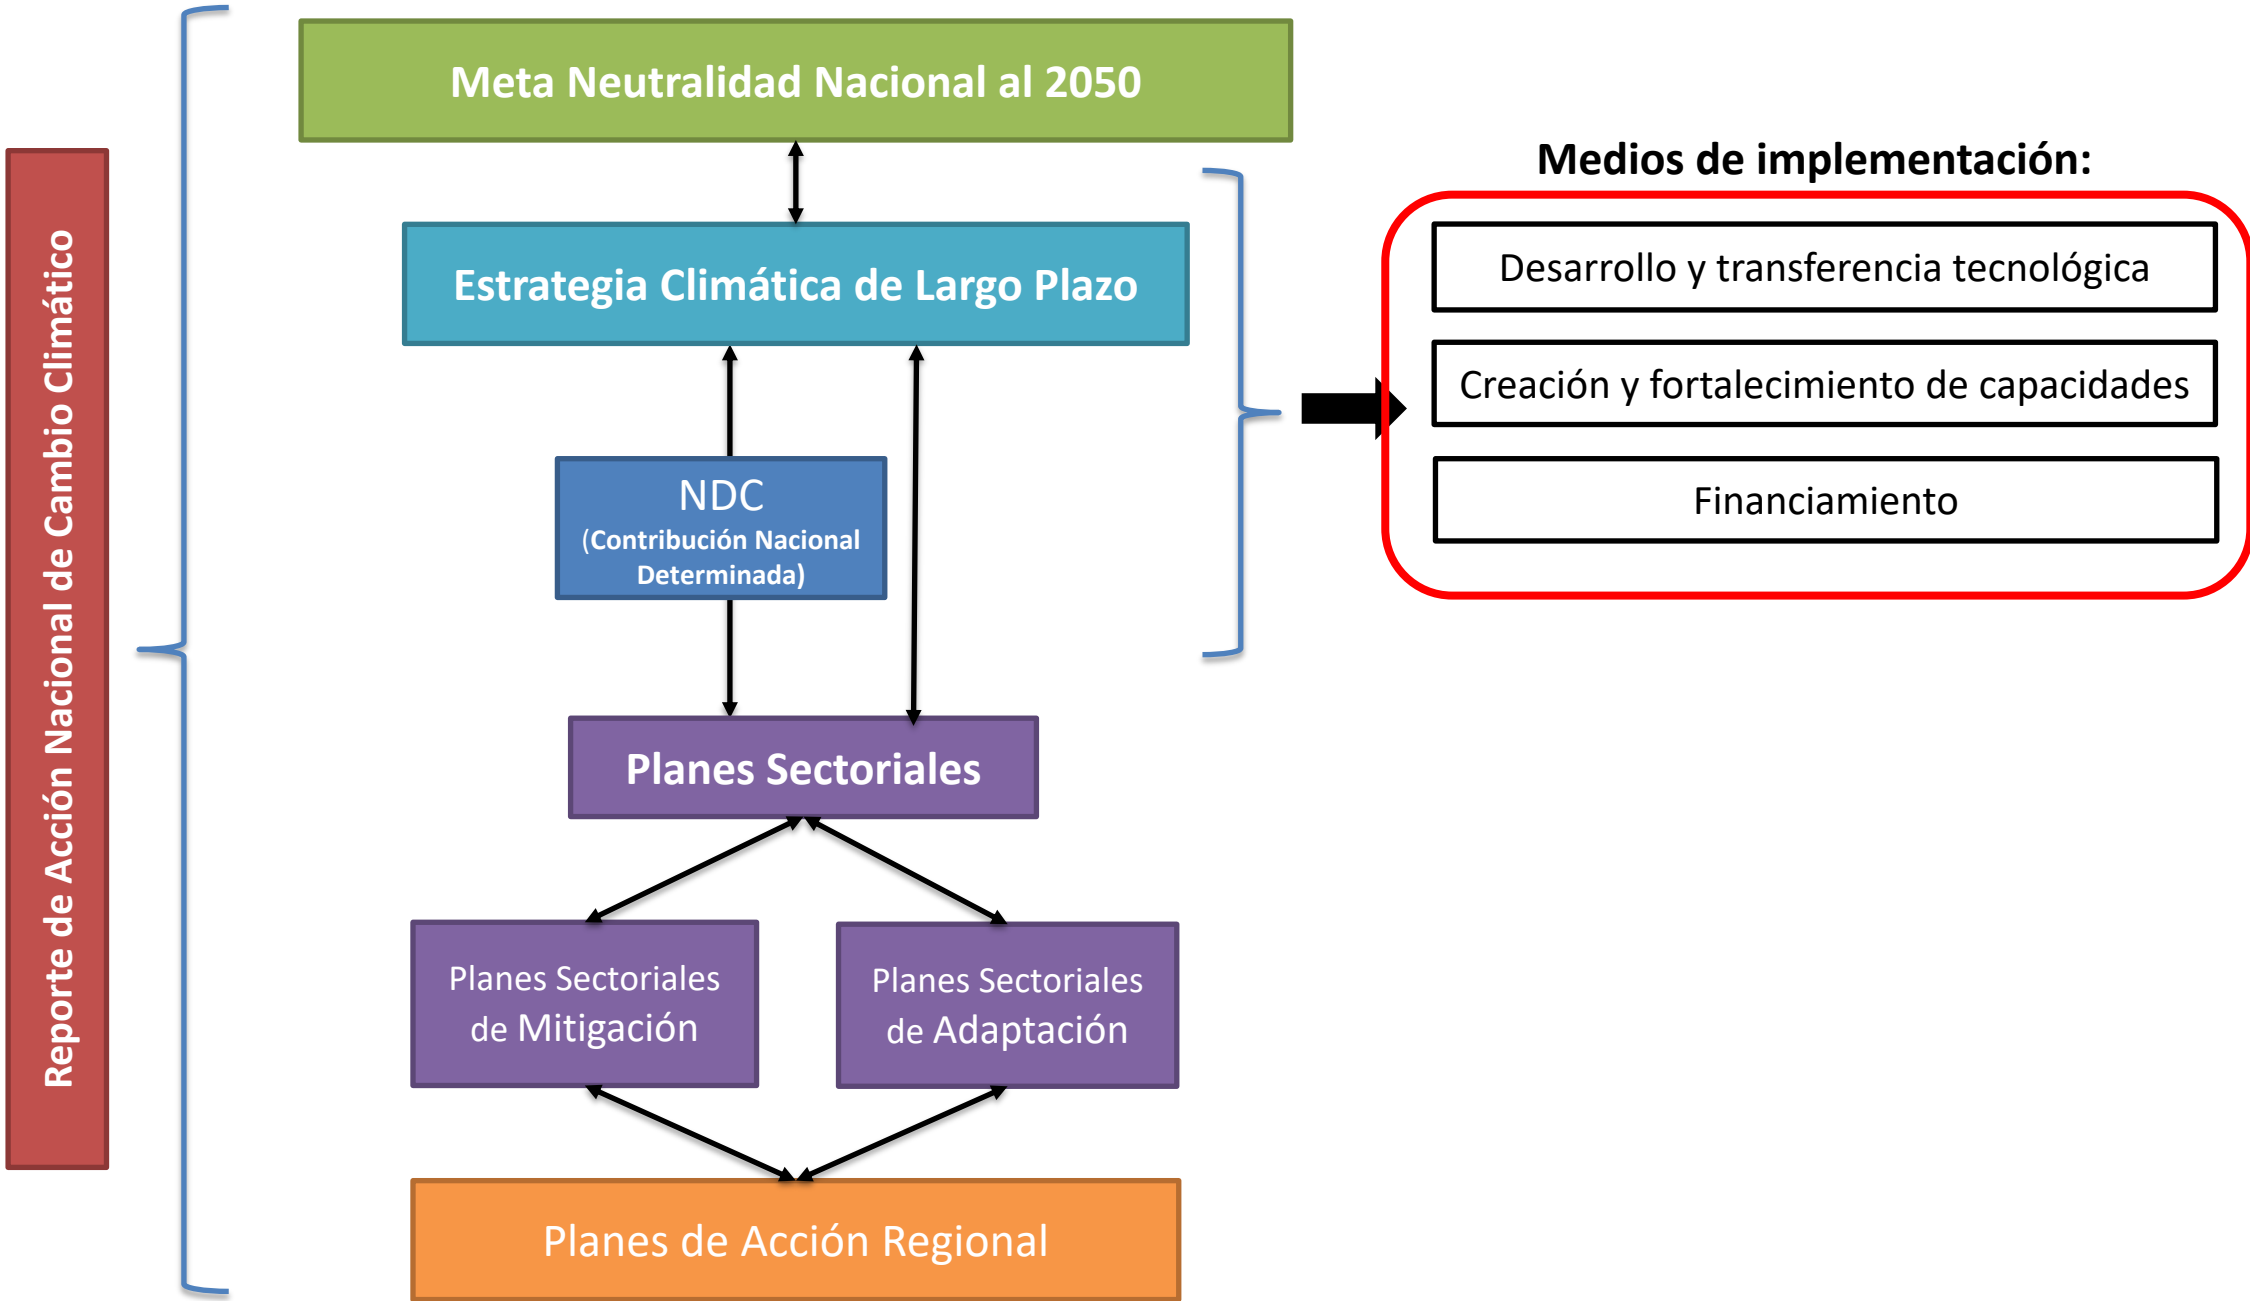 Reporte de Acción Nacional de Cambio Climático
Meta Neutralidad Nacional al 2050
Estrategia Climática de Largo Plazo
NDC
(Contribución Nacional
Determinada)
Planes Sectoriales
Planes Sectoriales
de Mitigación
Planes Sectoriales
de Adaptación
Planes de Acción Regional
Medios de implementación:
Desarrollo y transferencia tecnológica
Creación y fortalecimiento de capacidades
Financiamiento